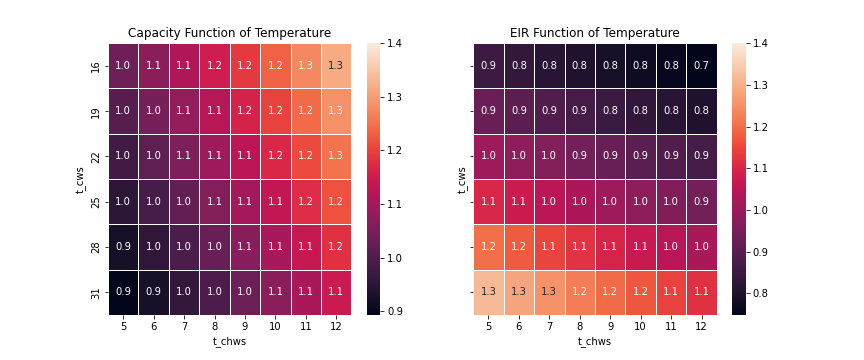 Capacity Function of Temperature
t_cws
16 1.0 1.1 1.1 1.2 1.2 1.2 1.3 1.3
19 1.0 1.0 1.1 1.1 1.2 1.2 1.2 1.3
22 1.0 1.0 1.1 1.1 1.1 1.2 1.2 1.3
25 1.0 1.0 1.0 1.1 1.1 1.1 1.2 1.2
28 0.9 1.0 1.0 1.0 1.1 1.1 1.1 1.2
31 0.9 0.9 1.0 1.0 1.0 1.1 1.1 1.1
5 6 7 8 9 10 11 12
t_chws
1.4
1.3
1.2
1.1
1.0
0.9
EIR Function of Temperature
t_cws
0.9 0.8 0.8 0.8 0.8 0.8 0.8 0.7
0.9 0.9 0.9 0.9 0.8 0.8 0.8 0.8
1.0 1.0 1.0 0.9 0.9 0.9 0.9 0.9
1.1 1.1 1.0 1.0 1.0 1.0 1.0 0.9
1.2 1.2 1.1 1.1 1.1 1.1 1.0 1.0
1.3 1.3 1.3 1.2 1.2 1.2 1.1 1.1
5 6 7 8 9 10 11 12
t_chws
1.4
1.3
1.2
1.1
1.0
0.9
0.8